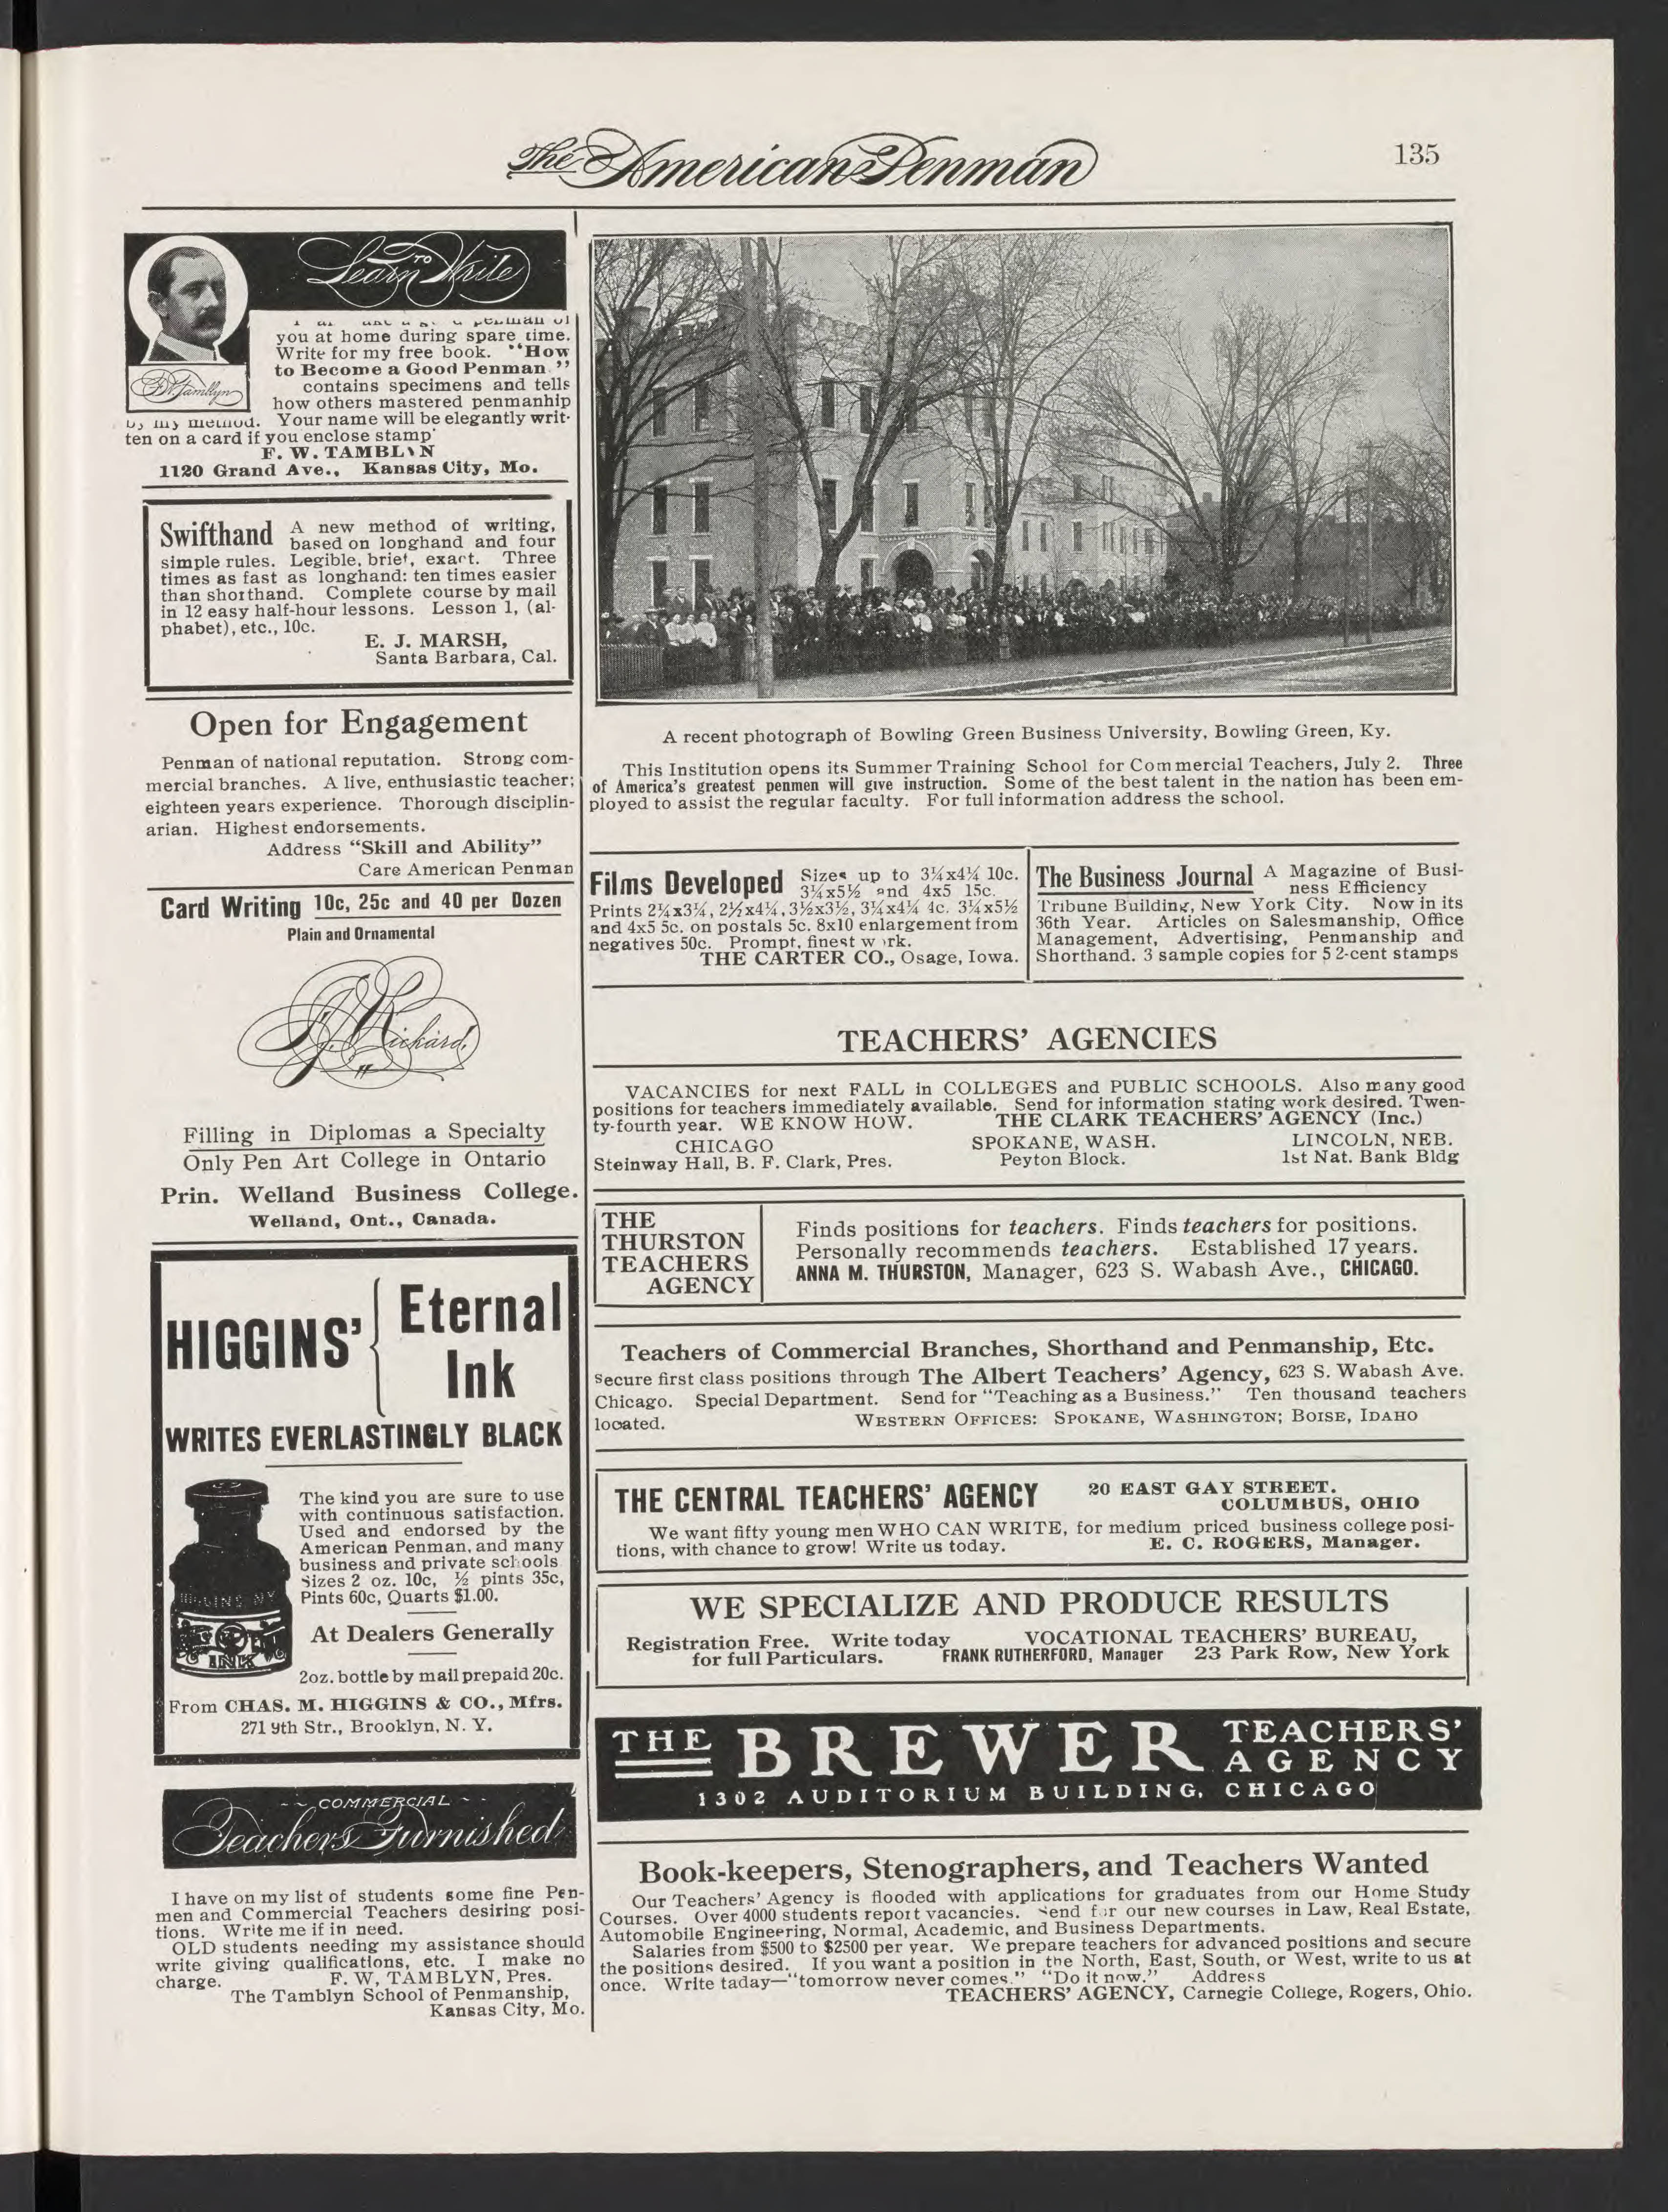 The American Penman
135
Learn TO Write
you at home during spare time.
Write for my free book. "How
to Become a Good Penman."
contains specimens and tells
how others mastered penmanhip
F. W. Tamblyn
by my method. Your name will be elegantly writ-
ten on a card if you enclose stamp.
F. W. TAMBLYN
1120 Grand Ave., Kansas City, Mo.
Swifthand A new method of writing,
based on longhand and four
simple rules. Legible, brief, exact. Three
times as fast as longhand: ten times easier
than shorthand. Complete course by mail
in 12 easy half-hour lessons. Lesson 1, (al-
phabet), etc., 10c.
E. J. MARSH,
Santa Barbara, Cal.
Open for Engagement
Penman of national reputation. Strong com-
mercial branches. A live, enthusiastic teacher;
eighteen years experience. Thorough disciplin-
arian. Highest endorsements.
Address "Skill and Ability"
Care American Penman
Card Writing 10c, 25c and 40 per Dozen
Plain and Ornamental
Rickard
Filling in Diplomas a Specialty
Only Pen Art College in Ontario
Prin. Welland Business College.
Welland, Ont., Canada.
HIGGINS' Eternal
Ink
WRITES EVERLASTINGLY BLACK
The kind you are sure to use
with continuous satisfaction.
Used and endorsed by the
American Penman, and many
business and private schools
Sizes 2 oz. 10c, ½ pints 35c,
Pints 60c, Quarts $1.00.
HIGGINS NY
INK
At Dealers Generally
2oz. bottle by mail prepaid 20c.
From CHAS. M. HIGGINS & CO., Mfrs.
271 9th Str., Brooklyn, N. Y.
COMMERCIAL
Teachers Furnished
I have on my list of students some fine Pen-
men and Commercial Teachers desiring posi-
tions. Write me if in need.
OLD students needing my assistance should
write giving qualifications, etc. I make no
charge. F. W, TAMBLYN, Pres.
The Tamblyn School of Penmanship,
Kansas City, Mo.
A recent photograph of Bowling Green Business University, Bowling Green, Ky.
This Institution opens its Summer Training School for Commercial Teachers, July 2. Three
of America's greatest penmen will give instruction. Some of the best talent in the nation has been em-
ployed to assist the regular faculty. For full information address the school.
Films Developed Sizes up to 3¼x4¼ 10c.
3¼x5½ and 4x5 15c.
Prints 2¼x3¼, 2½x4¼, 3½x3½, 3¼x4¼ 4c. 3¼x5½
and 4x5 5c. on postals 5c. 8x10 enlargement from
negatives 50c. Prompt, finest work.
THE CARTER CO., Osage, Iowa.
The Business Journal A Magazine of Busi-
ness Efficiency
Tribune Building, New York City. Now in its
36th Year. Articles on Salesmanship, Office
Management, Advertising, Penmanship and
Shorthand. 3 sample copies for 5 2-cent stamps
TEACHERS' AGENCIES
VACANCIES for next FALL in COLLEGES and PUBLIC SCHOOLS. Also many good
positions for teachers immediately available. Send for information stating work desired. Twen-
ty-fourth year. WE KNOW HOW. THE CLARK TEACHERS' AGENCY (Inc.)
CHICAGO SPOKANE, WASH. LINCOLN, NEB.
Steinway Hall, B. F. Clark, Pres. Peyton Block. 1st Nat. Bank Bldg
THE
THURSTON
TEACHERS
AGENCY
Finds positions for teachers. Finds teachers for positions.
Personally recommends teachers. Established 17 years.
ANNA M. THURSTON, Manager, 623 S. Wabash Ave., CHICAGO.
Teachers of Commercial Branches, Shorthand and Penmanship, Etc.
Secure first class positions through The Albert Teachers' Agency, 623 S. Wabash Ave.
Chicago. Special Department. Send for "Teaching as a Business." Ten thousand teachers
located. WESTERN OFFICES: SPOKANE, WASHINGTON; BOISE, IDAHO
THE CENTRAL TEACHERS' AGENCY 20 EAST GAY STREET.
COLUMBUS, OHIO
We want fifty young men WHO CAN WRITE, for medium priced business college posi-
tions, with chance to grow! Write us today. E. C. ROGERS, Manager.
WE SPECIALIZE AND PRODUCE RESULTS
Registration Free. Write today VOCATIONAL TEACHERS' BUREAU,
for full Particulars. FRANK RUTHERFORD, Manager 23 Park Row, New York
THE BREWER TEACHERS'
AGENCY
1302 AUDITORIUM BUILDING, CHICAGO
Book-keepers, Stenographers, and Teachers Wanted
Our Teachers' Agency is flooded with applications for graduates from our Home Study
Courses. Over 4000 students report vacancies. Send for our new courses in Law, Real Estate,
Automobile Engineering, Normal, Academic, and Business Departments.
Salaries from $500 to $2500 per year. We prepare teachers for advanced positions and secure
the positions desired. If you want a position in the North, East, South, or West, write to us at
once. Write taday—"tomorrow never comes." "Do it now." Address
TEACHERS' AGENCY, Carnegie College, Rogers, Ohio.